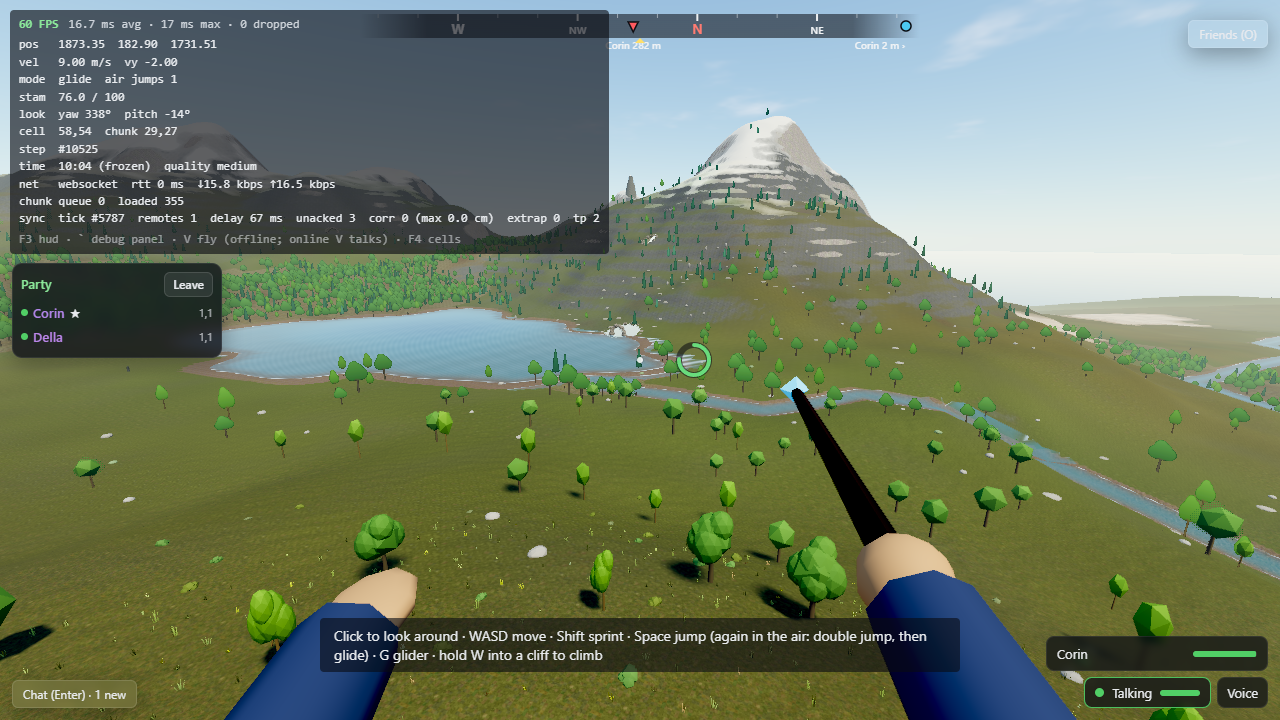 60 FPS 16.7 ms avg · 17 ms max · 0 dropped
pos 1873.35 182.90 1731.51
vel 9.00 m/s vy -2.00
mode glide air jumps 1
stam 76.0 / 100
look yaw 338° pitch -14°
cell 58,54 chunk 29,27
step #10525
time 10:04 (frozen) quality medium
net websocket rtt 0 ms ↓15.8 kbps ↑16.5 kbps
chunk queue 0 loaded 355
sync tick #5787 remotes 1 delay 67 ms unacked 3 corr 0 (max 0.0 cm) extrap 0 tp 2
F3 hud · ` debug panel · V fly (offline; online V talks) · F4 cells
W NW N NE
Corin 282 m Corin 2 m ·
Friends (O)
Party Leave
Corin ★ 1,1
Della 1,1
Click to look around · WASD move · Shift sprint · Space jump (again in the air: double jump, then
glide) · G glider · hold W into a cliff to climb
Corin
Chat (Enter) · 1 new
Talking Voice